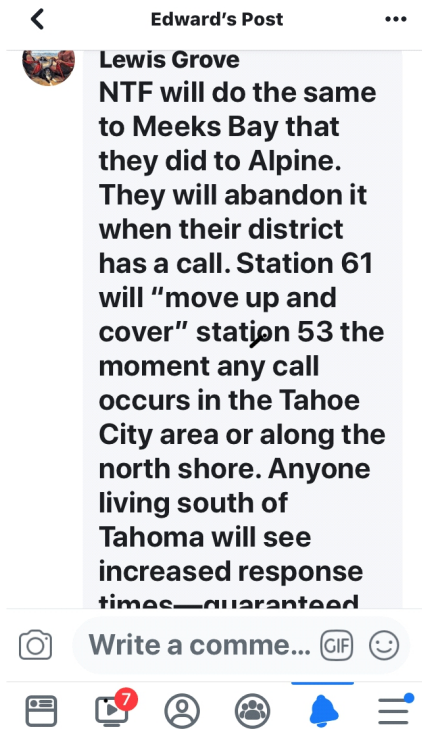 Edward's Post
Lewis Grove
NTF will do the same
to Meeks Bay that
they did to Alpine.
They will abandon it
when their district
has a call. Station 61
will “move up and
cover” station 53 the
moment any call
occurs in the Tahoe
City area or along the
north shore. Anyone
living south of
Tahoma will see
increased response
times—guaranteed
Write a comme...
GIF
7